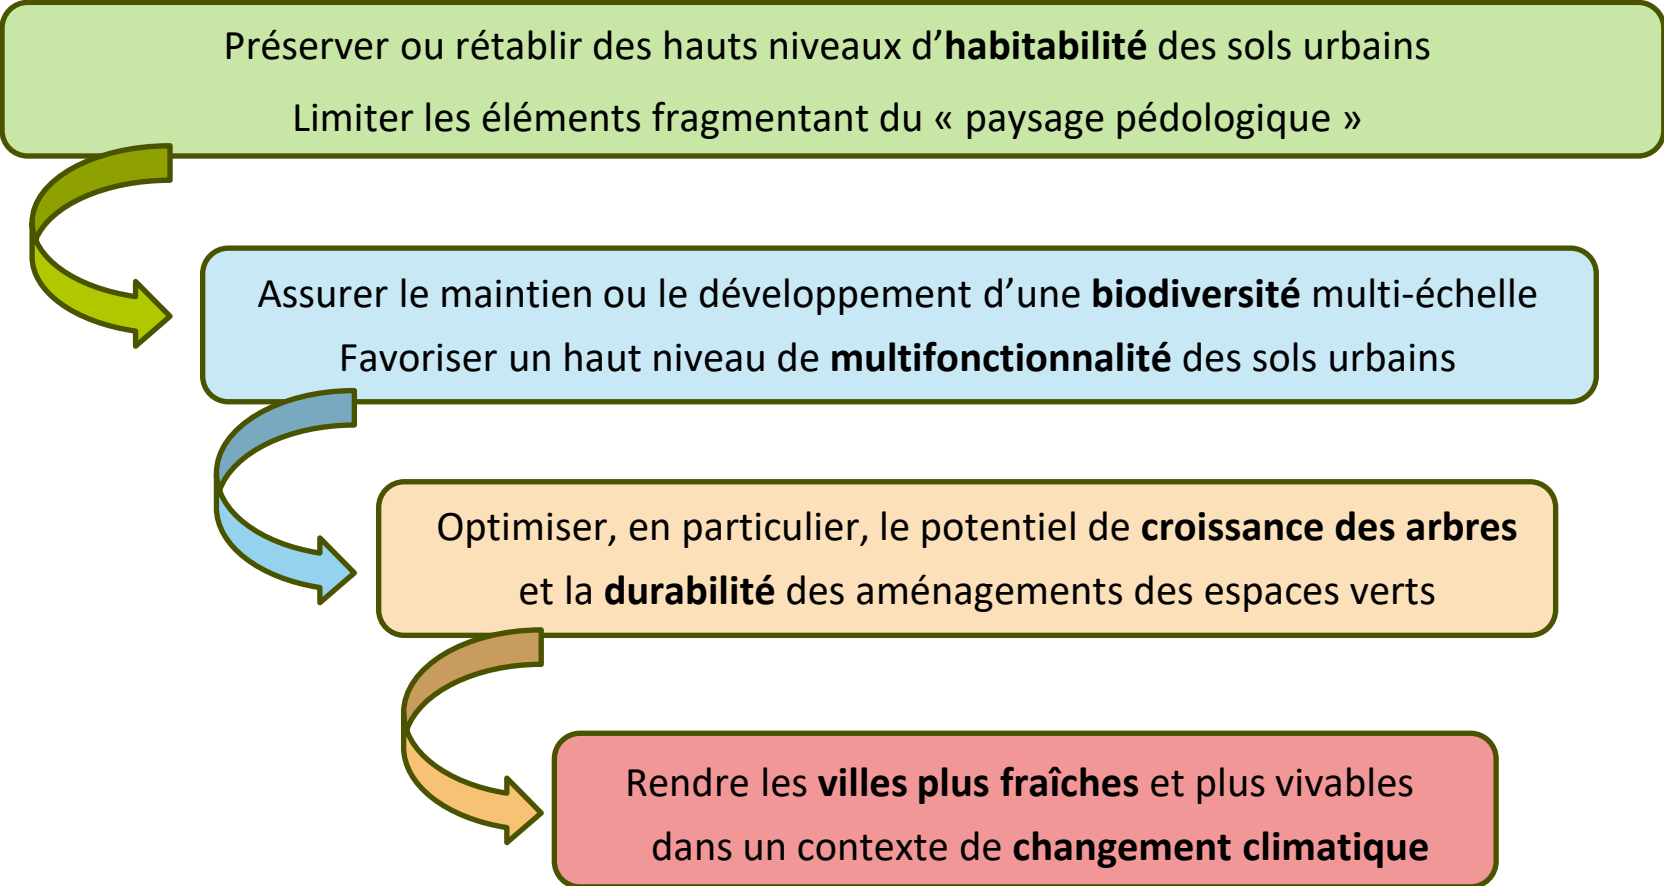 Préserver ou rétablir des hauts niveaux d’habitabilité des sols urbains
Limiter les éléments fragmentant du « paysage pédologique »
Assurer le maintien ou le développement d’une biodiversité multi-échelle
Favoriser un haut niveau de multifonctionnalité des sols urbains
Optimiser, en particulier, le potentiel de croissance des arbres
et la durabilité des aménagements des espaces verts
Rendre les villes plus fraîches et plus vivables
dans un contexte de changement climatique